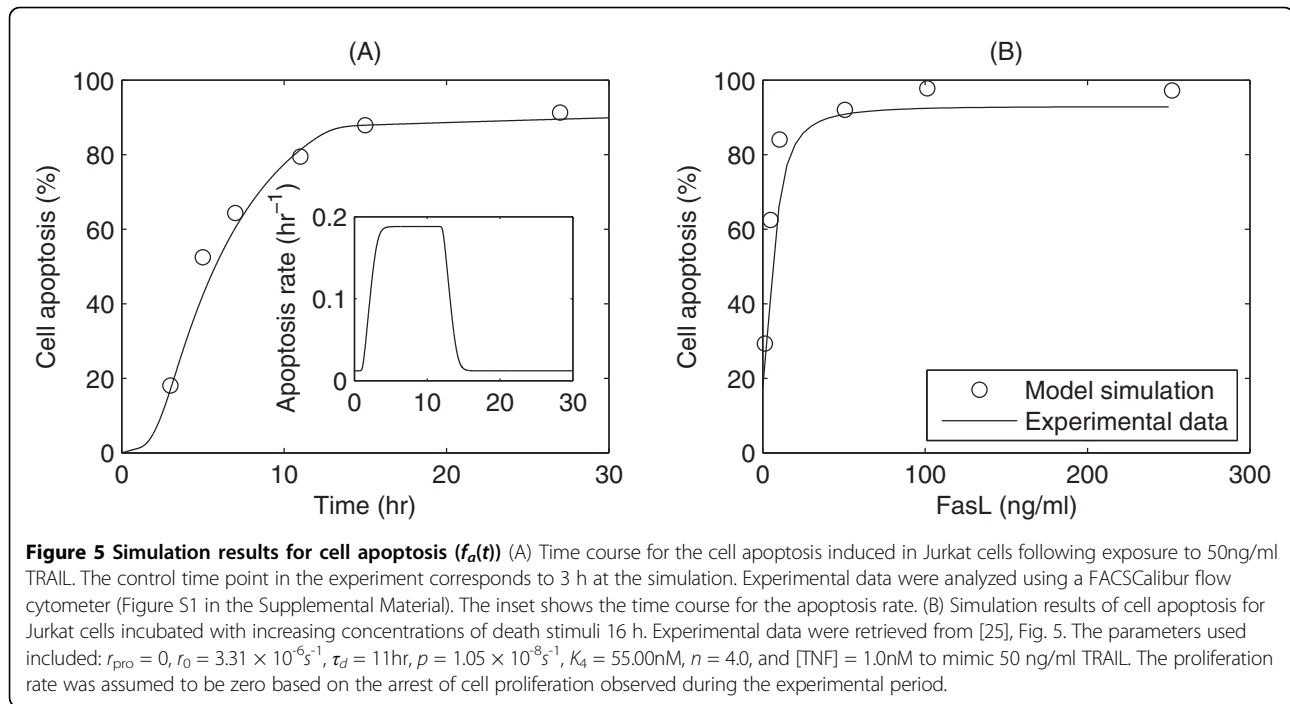 (A)
100
80
60
40
20
0
Cell apoptosis (%)
0 10 20 30
Time (hr)
Apoptosis rate (hr⁻¹)
0.2
0.1
0
0 10 20 30
(B)
100
80
60
40
20
0
Cell apoptosis (%)
Model simulation
Experimental data
0 100 200 300
FasL (ng/ml)
Figure 5 Simulation results for cell apoptosis (fₐ(t)) (A) Time course for the cell apoptosis induced in Jurkat cells following exposure to 50ng/ml
TRAIL. The control time point in the experiment corresponds to 3 h at the simulation. Experimental data were analyzed using a FACSCalibur flow
cytometer (Figure S1 in the Supplemental Material). The inset shows the time course for the apoptosis rate. (B) Simulation results of cell apoptosis for
Jurkat cells incubated with increasing concentrations of death stimuli 16 h. Experimental data were retrieved from [25], Fig. 5. The parameters used
included: r_pro = 0, r₀ = 3.31 × 10⁻⁶s⁻¹, τ_d = 11hr, p = 1.05 × 10⁻⁸s⁻¹, K₄ = 55.00nM, n = 4.0, and [TNF] = 1.0nM to mimic 50 ng/ml TRAIL. The proliferation
rate was assumed to be zero based on the arrest of cell proliferation observed during the experimental period.